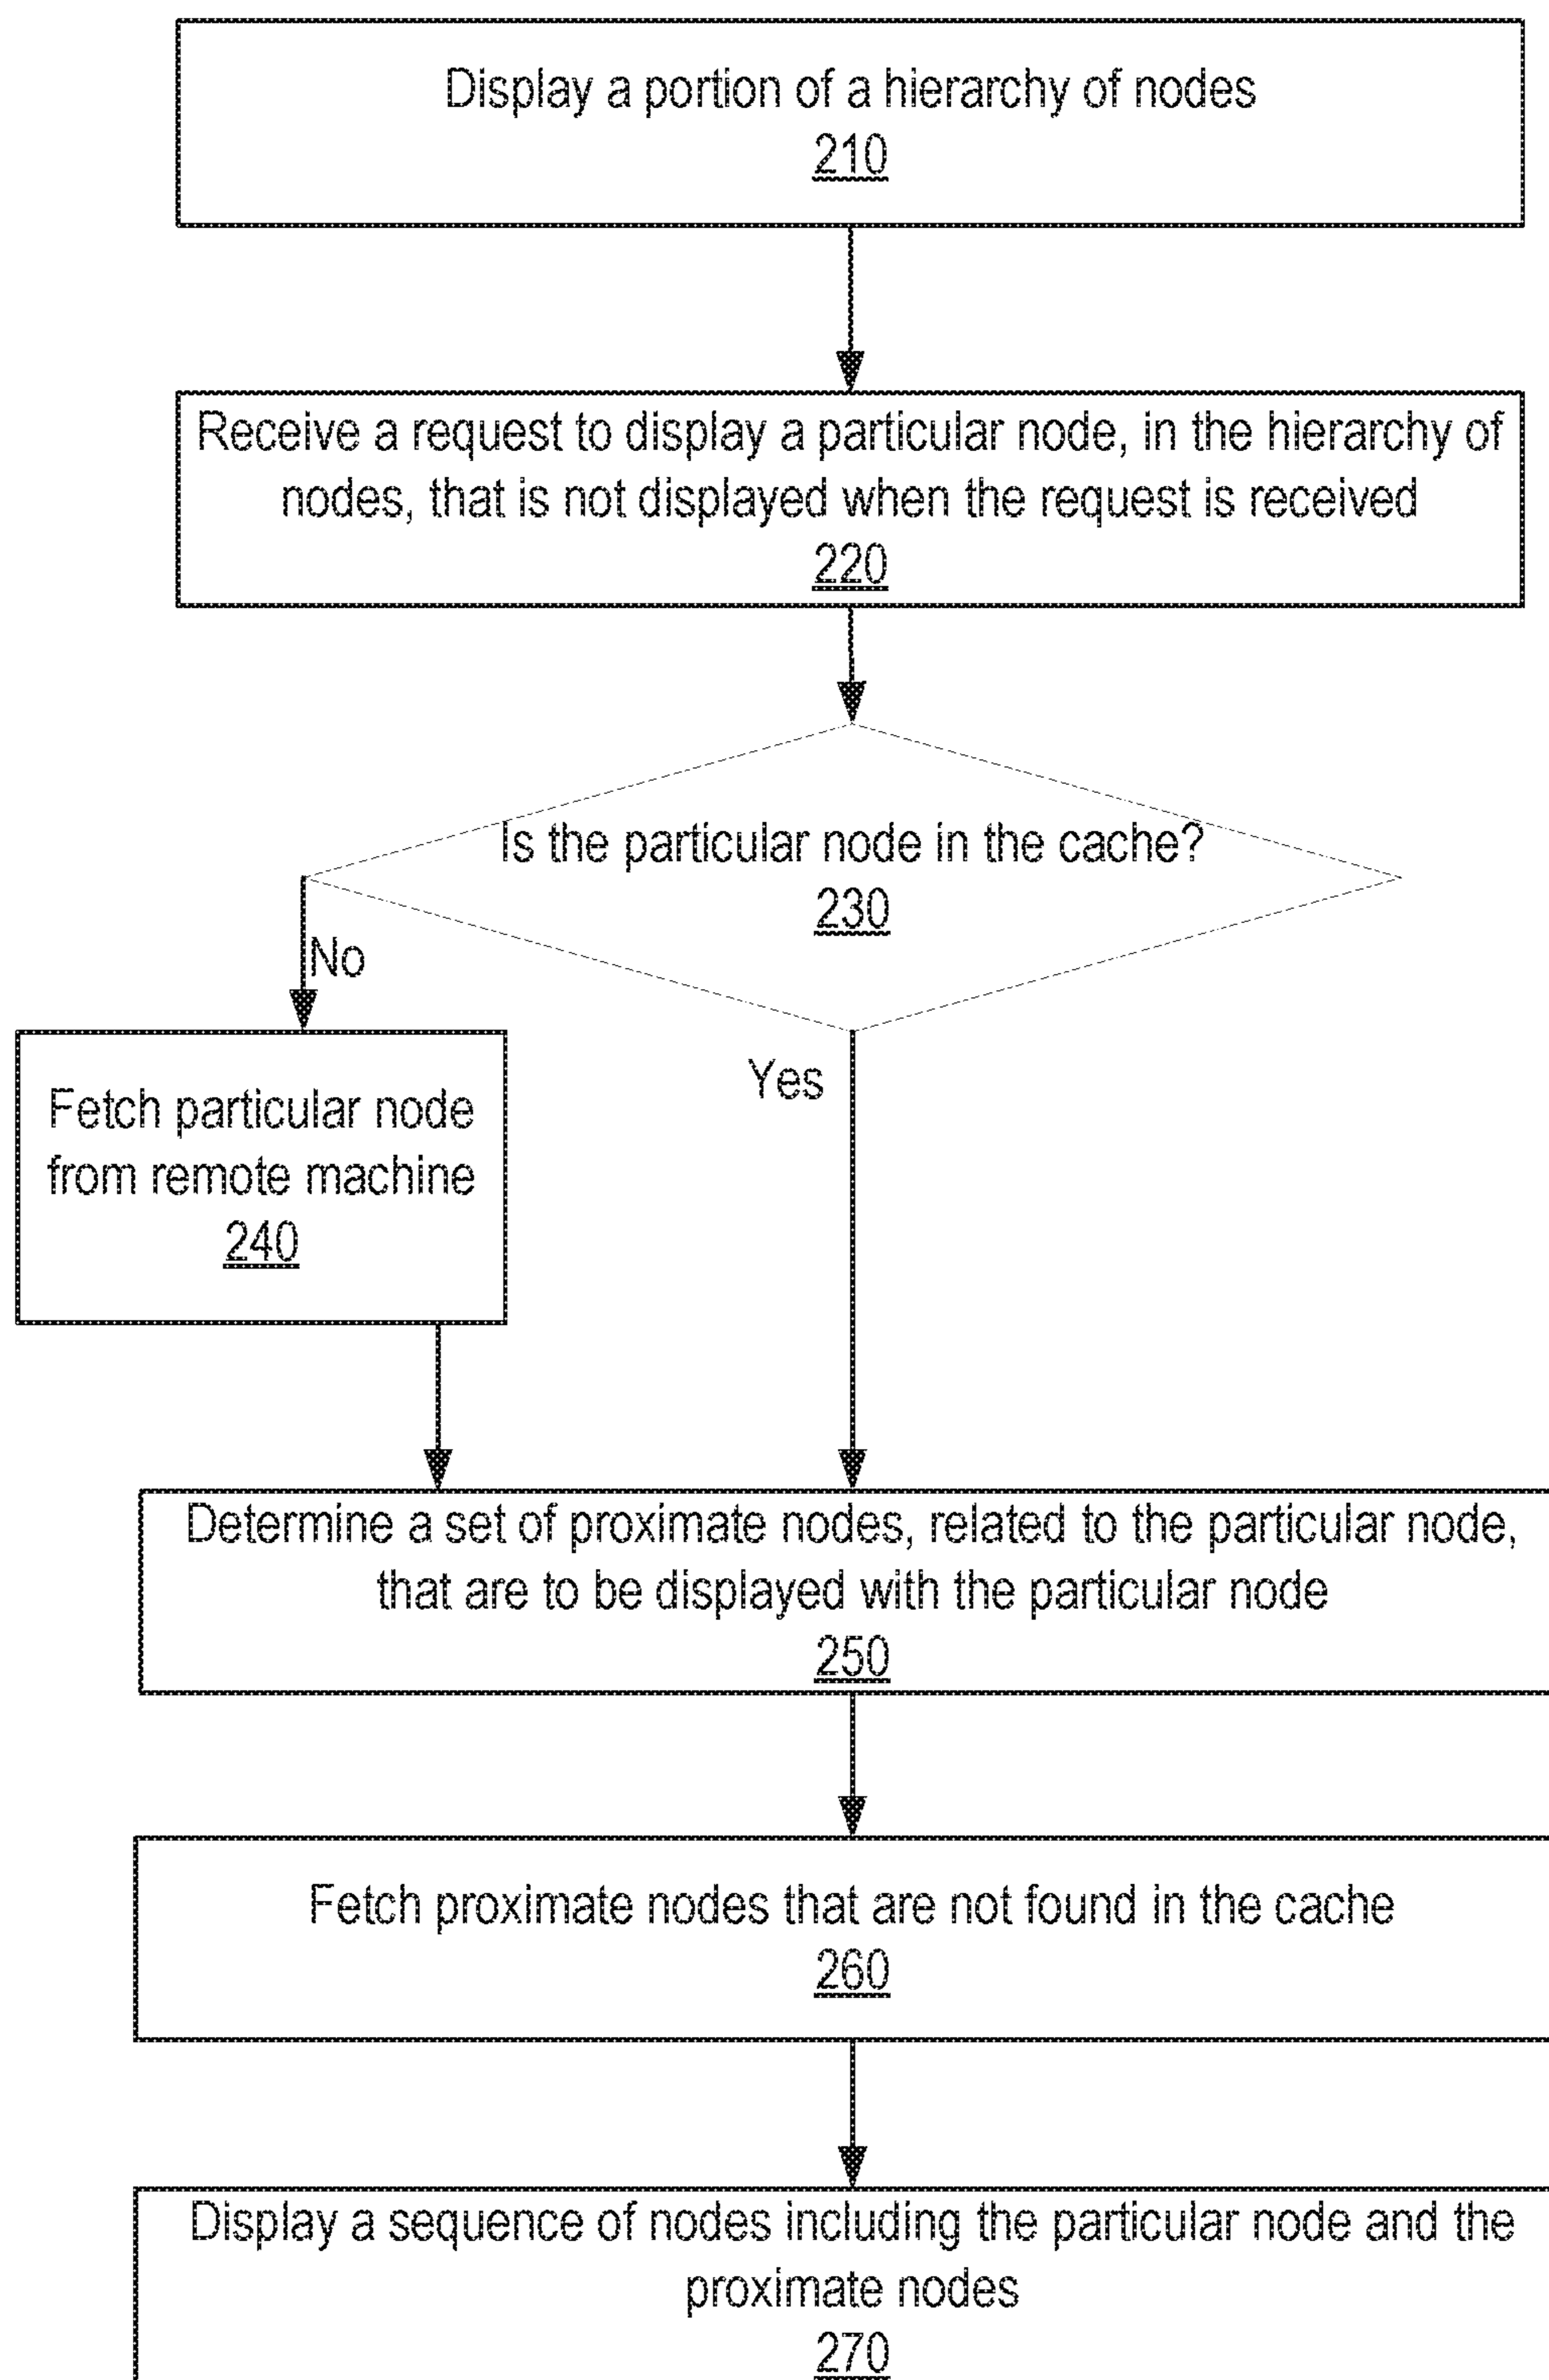 Display a portion of a hierarchy of nodes
210
Receive a request to display a particular node, in the hierarchy of
nodes, that is not displayed when the request is received
220
Is the particular node in the cache?
230
No
Yes
Fetch particular node
from remote machine
240
Determine a set of proximate nodes, related to the particular node,
that are to be displayed with the particular node
250
Fetch proximate nodes that are not found in the cache
260
Display a sequence of nodes including the particular node and the
proximate nodes
270